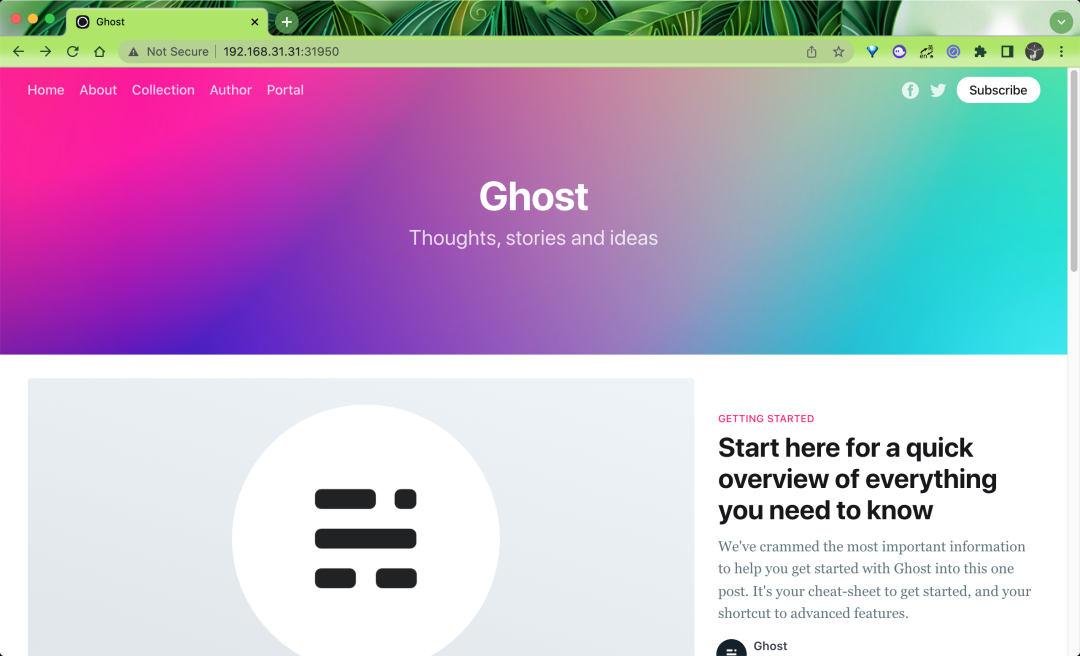 Ghost
Not Secure
192.168.31.31:31950
Home About Collection Author Portal
Subscribe
Ghost
Thoughts, stories and ideas
GETTING STARTED
Start here for a quick
overview of everything
you need to know
We've crammed the most important information
to help you get started with Ghost into this one
post. It's your cheat-sheet to get started, and your
shortcut to advanced features.
Ghost